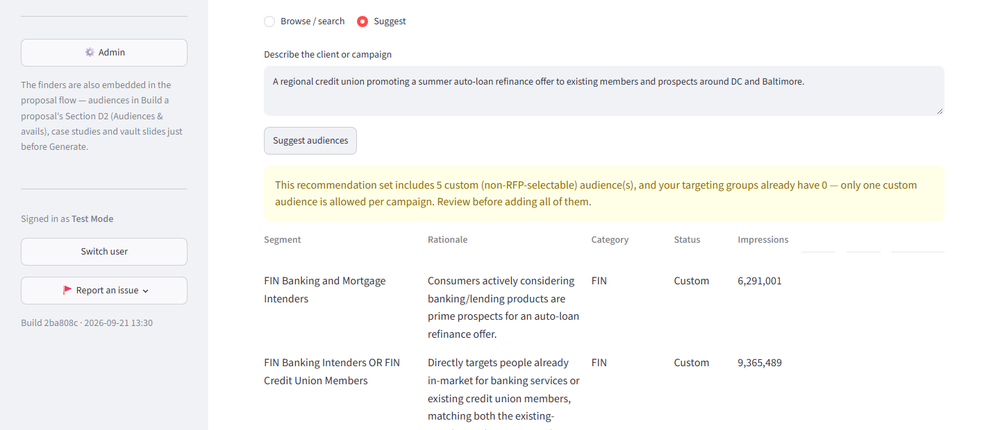 Browse / search
Suggest
Admin
The finders are also embedded in the
proposal flow — audiences in Build a
proposal's Section D2 (Audiences &
avails), case studies and vault slides just
before Generate.
Signed in as Test Mode
Switch user
Report an issue
Build 2ba808c · 2026-09-21 13:30
Describe the client or campaign
A regional credit union promoting a summer auto-loan refinance offer to existing members and prospects around DC and Baltimore.
Suggest audiences
This recommendation set includes 5 custom (non-RFP-selectable) audience(s), and your targeting groups already have 0 — only one custom
audience is allowed per campaign. Review before adding all of them.
Segment Rationale Category Status Impressions
FIN Banking and Mortgage Consumers actively considering FIN Custom 6,291,001
Intenders banking/lending products are
prime prospects for an auto-loan
refinance offer.
FIN Banking Intenders OR FIN Directly targets people already FIN Custom 9,365,489
Credit Union Members in-market for banking services or
existing credit union members,
matching both the existing-